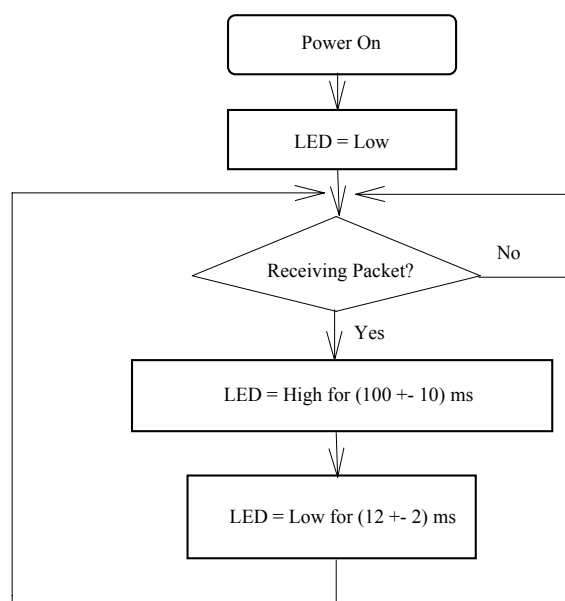 Power On
LED = Low
Receiving Packet?
No
Yes
LED = High for (100 +- 10) ms
LED = Low for (12 +- 2) ms